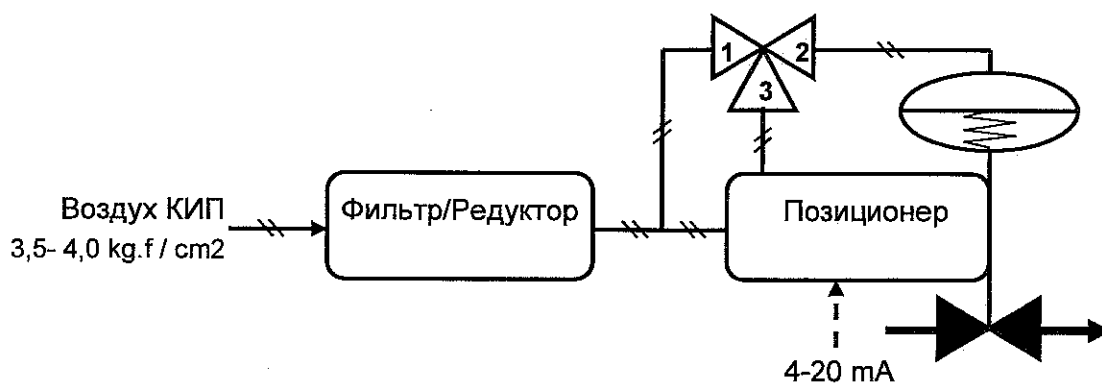 1
2
3
Воздух КИП
3,5- 4,0 kg.f / cm2
Фильтр/Редуктор
Позиционер
4-20 mA